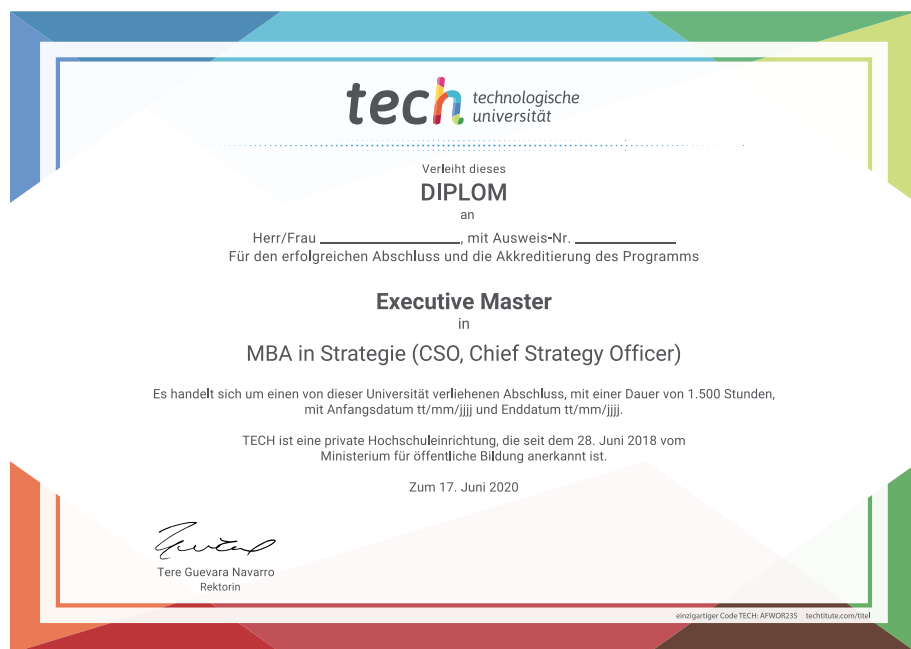 tech technologische
universität
Verleiht dieses
DIPLOM
an
Herr/Frau ____________________, mit Ausweis-Nr. ______________
Für den erfolgreichen Abschluss und die Akkreditierung des Programms
Executive Master
in
MBA in Strategie (CSO, Chief Strategy Officer)
Es handelt sich um einen von dieser Universität verliehenen Abschluss, mit einer Dauer von 1.500 Stunden,
mit Anfangsdatum tt/mm/jjjj und Enddatum tt/mm/jjjj.
TECH ist eine private Hochschuleinrichtung, die seit dem 28. Juni 2018 vom
Ministerium für öffentliche Bildung anerkannt ist.
Zum 17. Juni 2020
Tere Guevara Navarro
Rektorin
einzigartiger Code TECH: AFWOR23S techtitute.com/titel